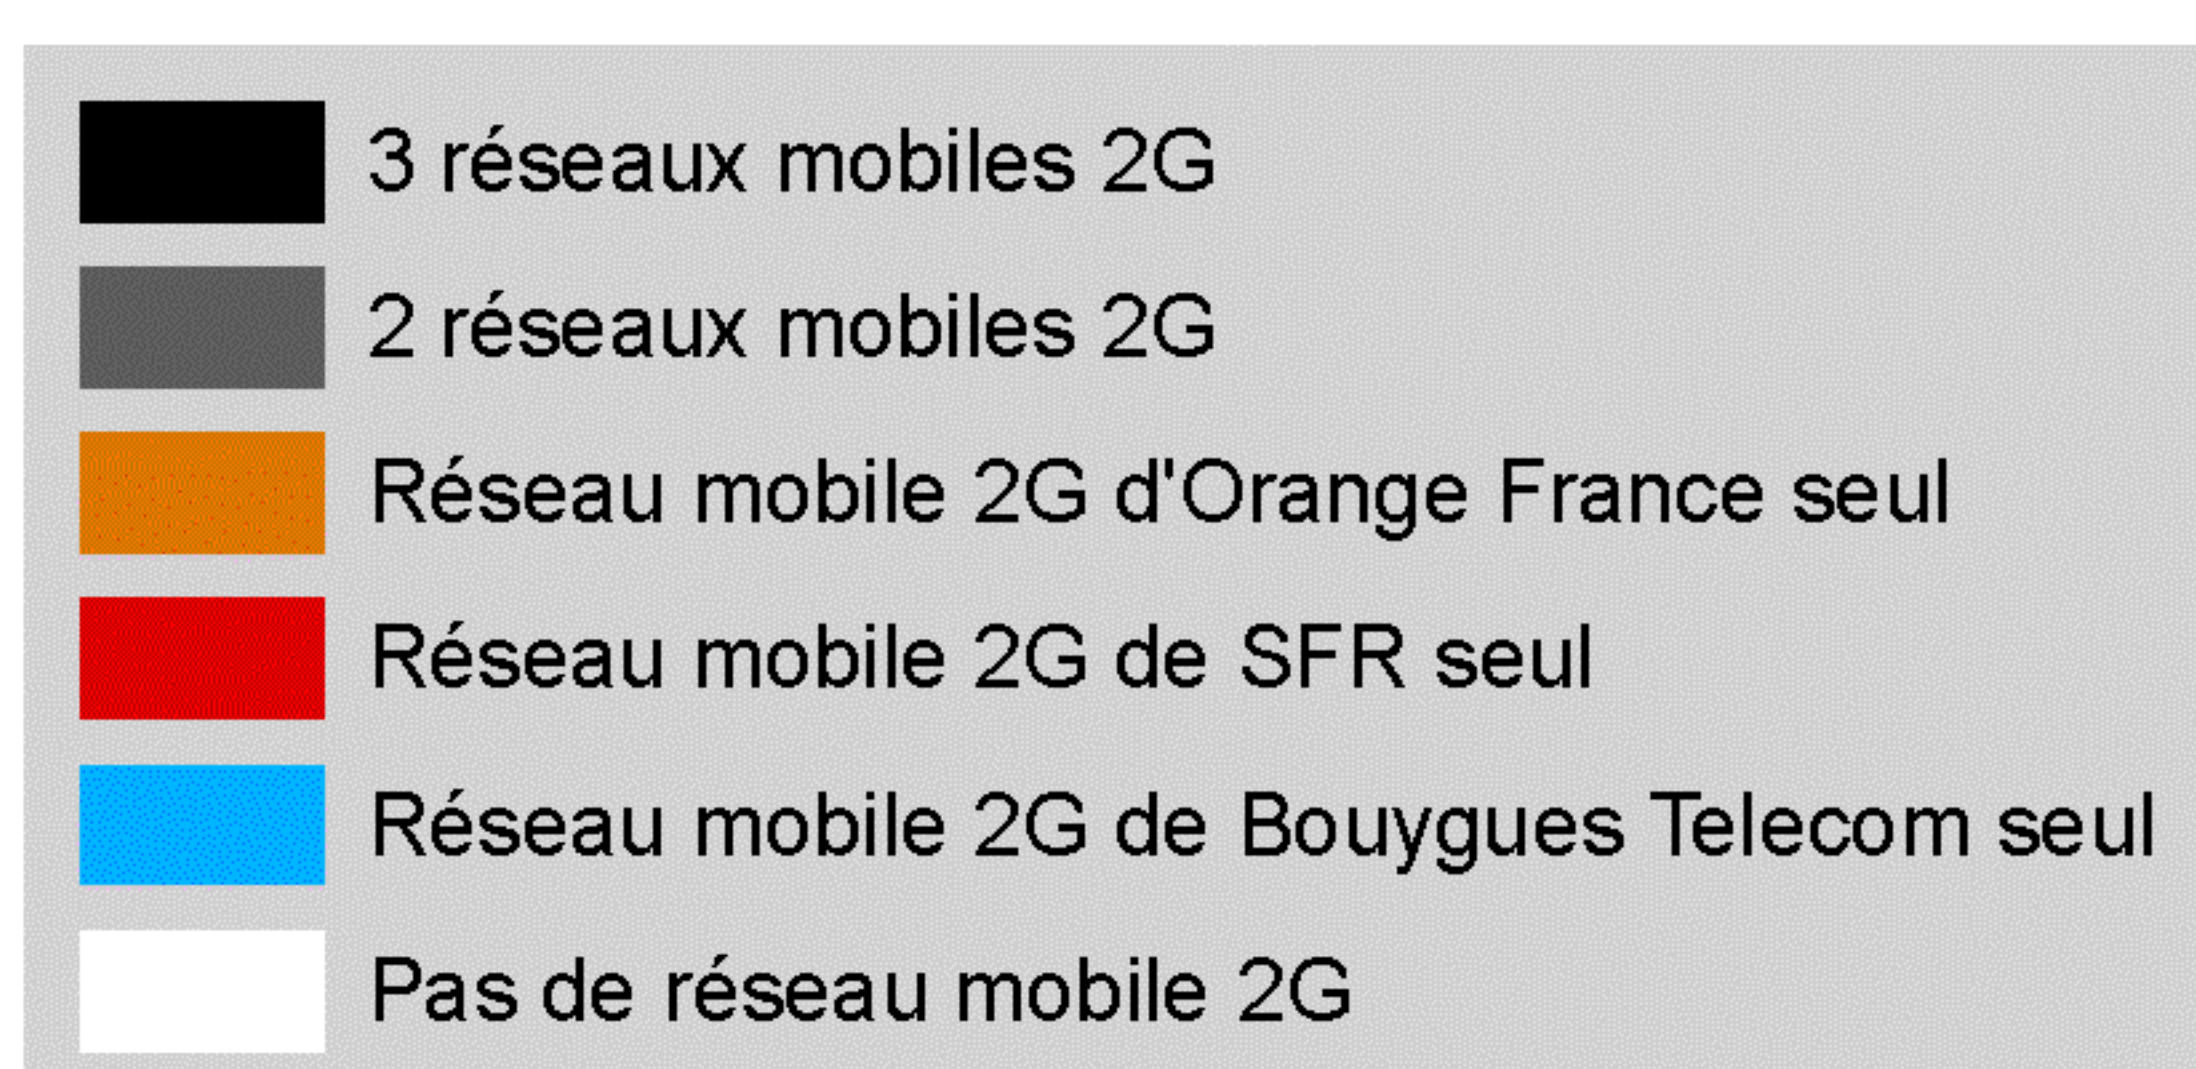 3 réseaux mobiles 2G
2 réseaux mobiles 2G
Réseau mobile 2G d'Orange France seul
Réseau mobile 2G de SFR seul
Réseau mobile 2G de Bouygues Telecom seul
Pas de réseau mobile 2G